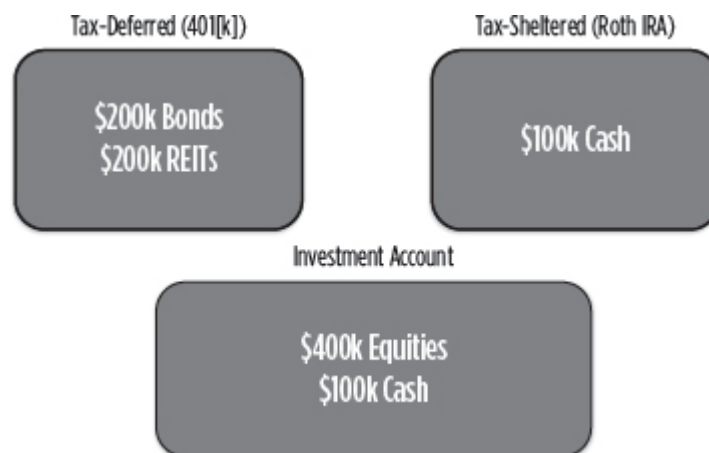 Tax-Deferred (401[k])
$200k Bonds
$200k REITs
Tax-Sheltered (Roth IRA)
$100k Cash
Investment Account
$400k Equities
$100k Cash